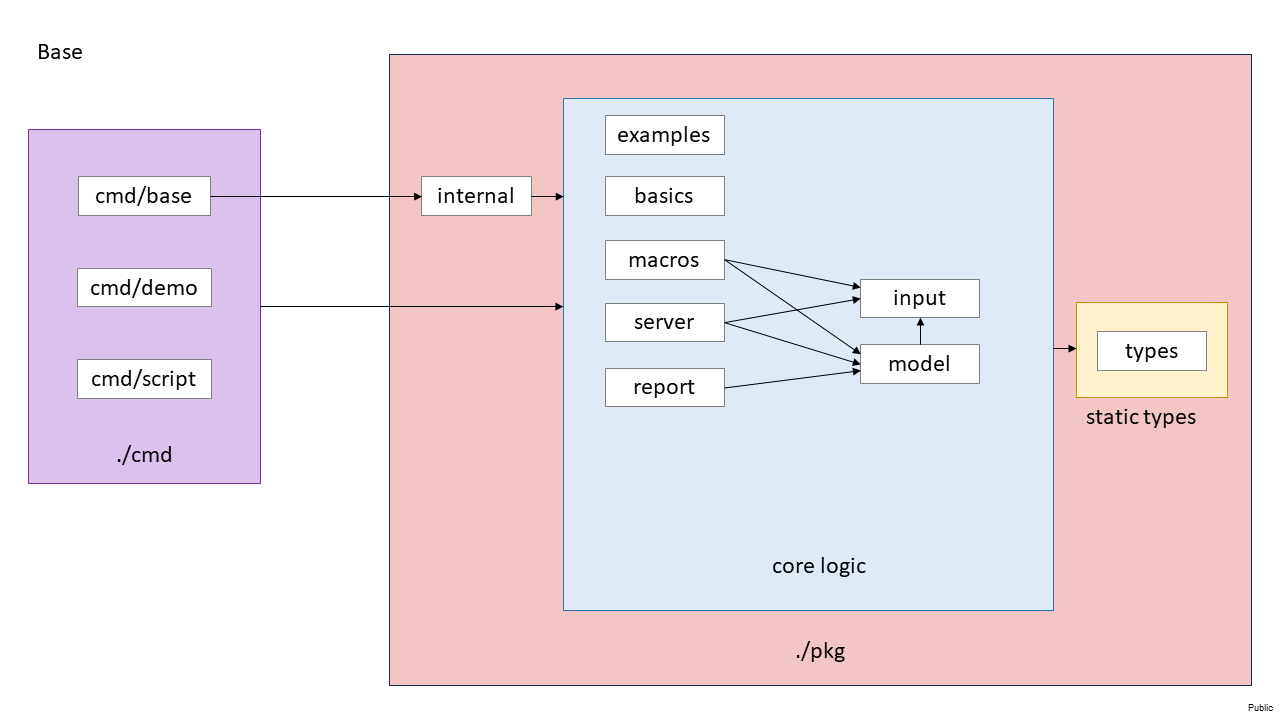 Base
cmd/base
cmd/demo
cmd/script
./cmd
internal
examples
basics
macros
server
report
input
model
core logic
types
static types
./pkg
Public